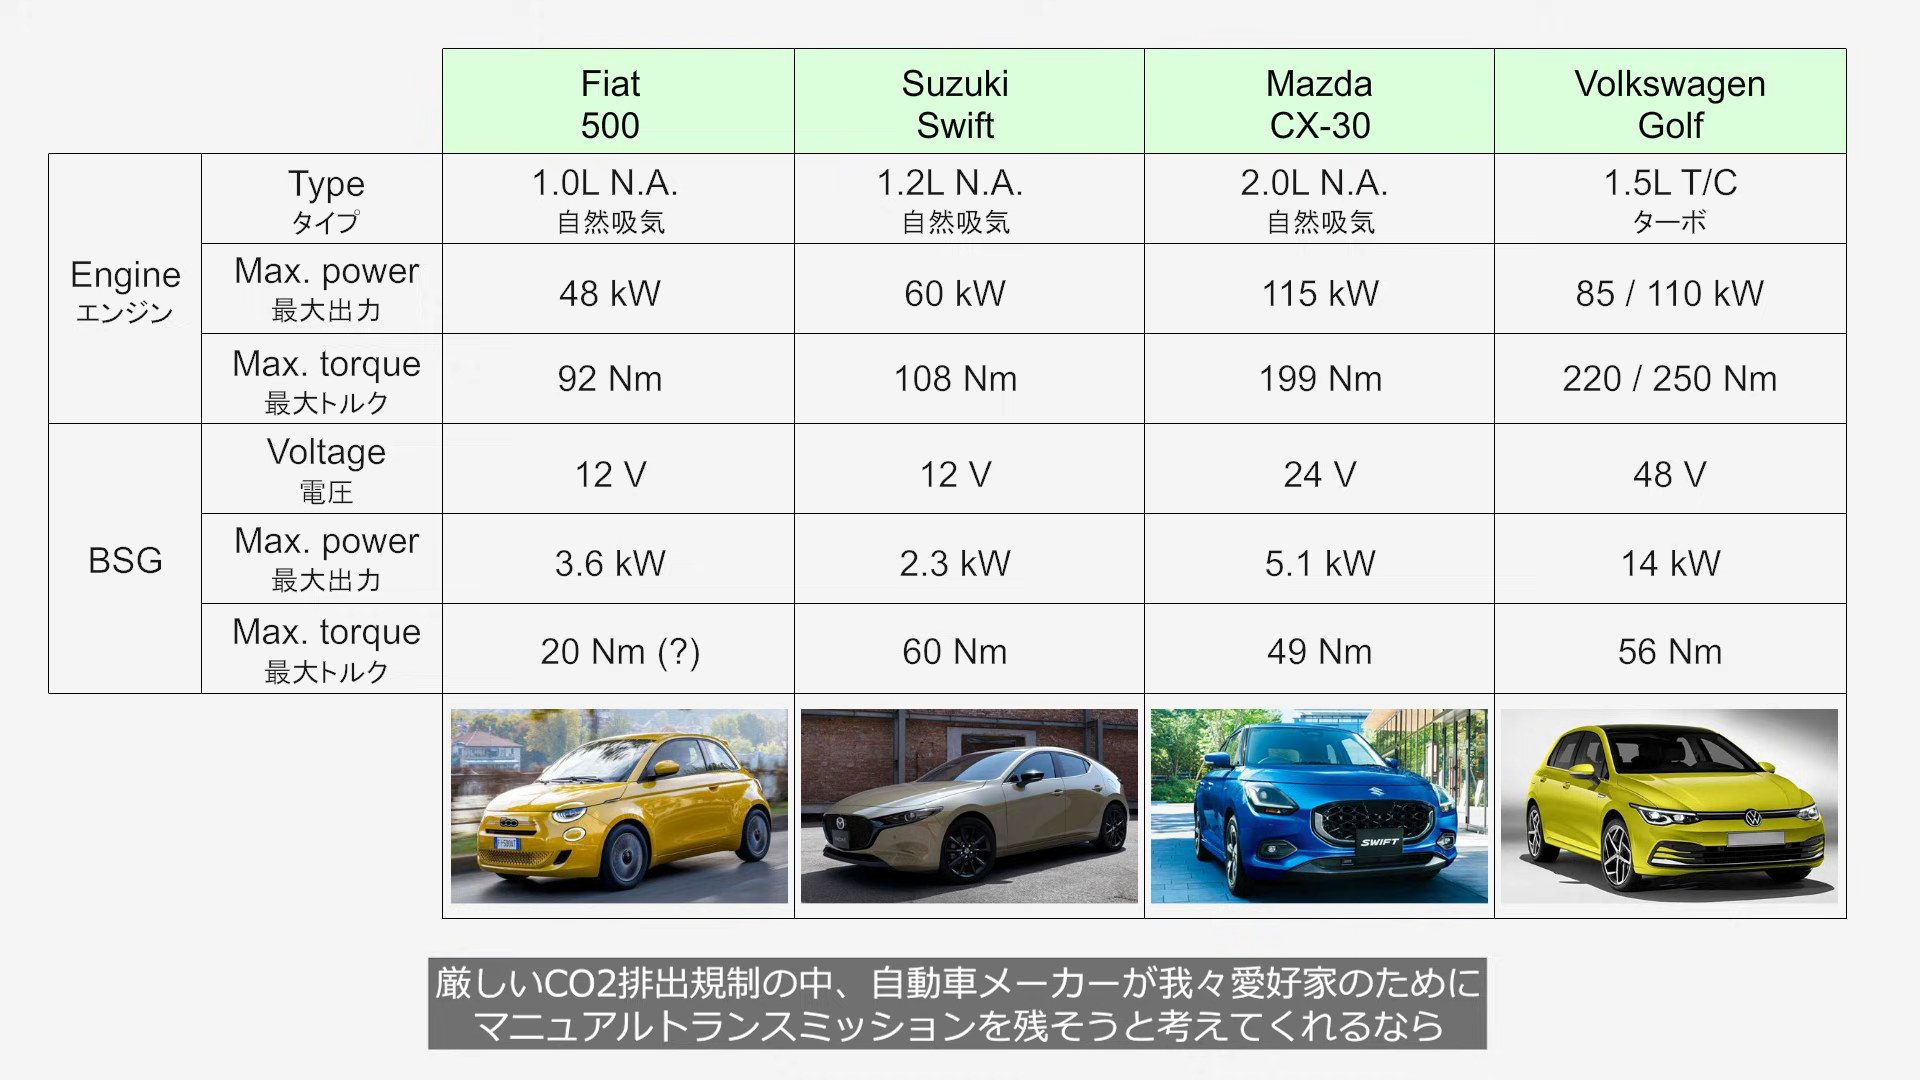 Fiat
500
Suzuki
Swift
Mazda
CX-30
Volkswagen
Golf
Engine
エンジン
Type
タイプ
1.0L N.A.
自然吸気
1.2L N.A.
自然吸気
2.0L N.A.
自然吸気
1.5L T/C
ターボ
Max. power
最大出力
48 kW
60 kW
115 kW
85 / 110 kW
Max. torque
最大トルク
92 Nm
108 Nm
199 Nm
220 / 250 Nm
BSG
Voltage
電圧
12 V
12 V
24 V
48 V
Max. power
最大出力
3.6 kW
2.3 kW
5.1 kW
14 kW
Max. torque
最大トルク
20 Nm (?)
60 Nm
49 Nm
56 Nm
SWIFT
厳しいCO2排出規制の中、自動車メーカーが我々愛好家のために
マニュアルトランスミッションを残そうと考えてくれるなら